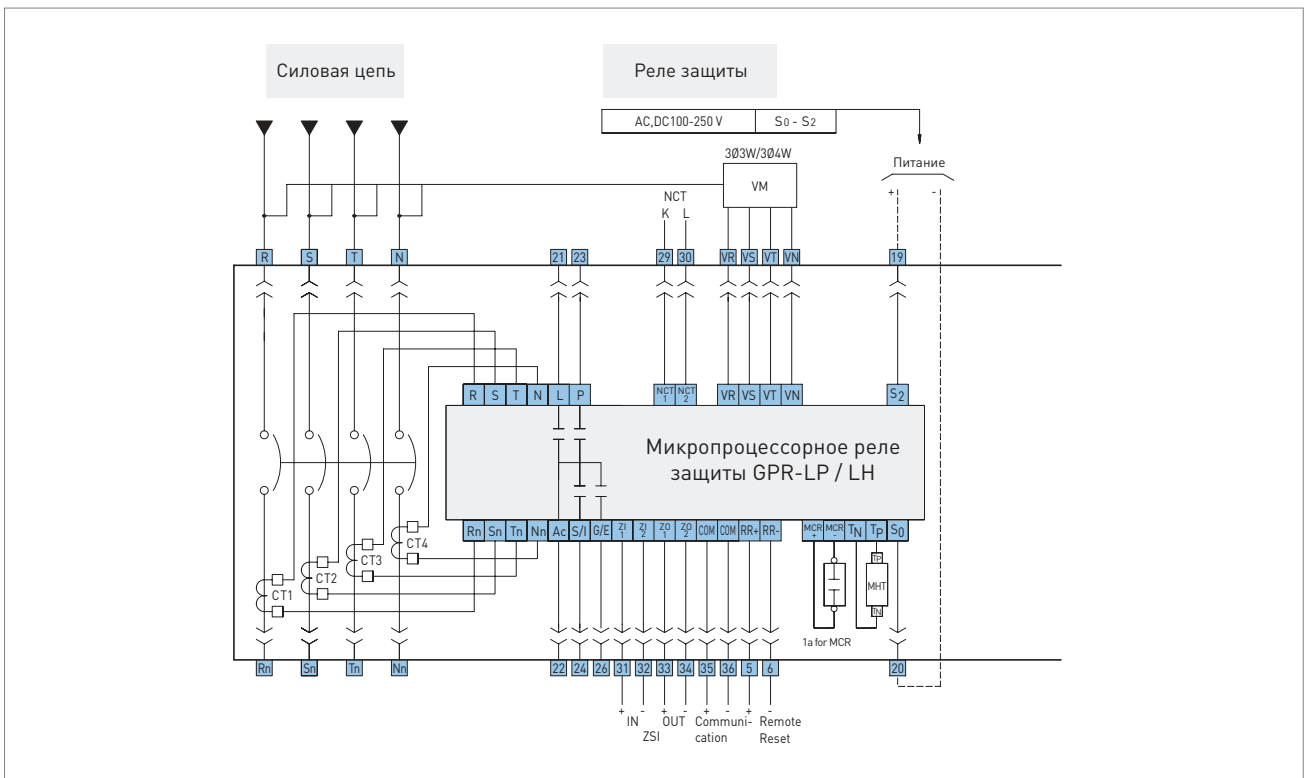 Силовая цепь
Реле защиты
AC,DC100-250 V S0 - S2
Питание
+ -
3Ø3W/3Ø4W
VM
NCT
K L
R S T N 21 23 29 30 VR VS VT VN 19
R S T N L P NCT 1 NCT 2 VR VS VT VN S2
Микропроцессорное реле
защиты GPR-LP / LH
Rn Sn Tn Nn Ac S/I G/E ZI 1 ZI 2 ZO 1 ZO 2 COM COM RR+ RR- MCR + MCR - TN TP S0
CT4
CT3
CT2
CT1
TP
MHT
TN
1a for MCR
Rn Sn Tn Nn 22 24 26 31 32 33 34 35 36 5 6 20
+ - + - + - + -
IN OUT Communi- Remote
ZSI cation Reset